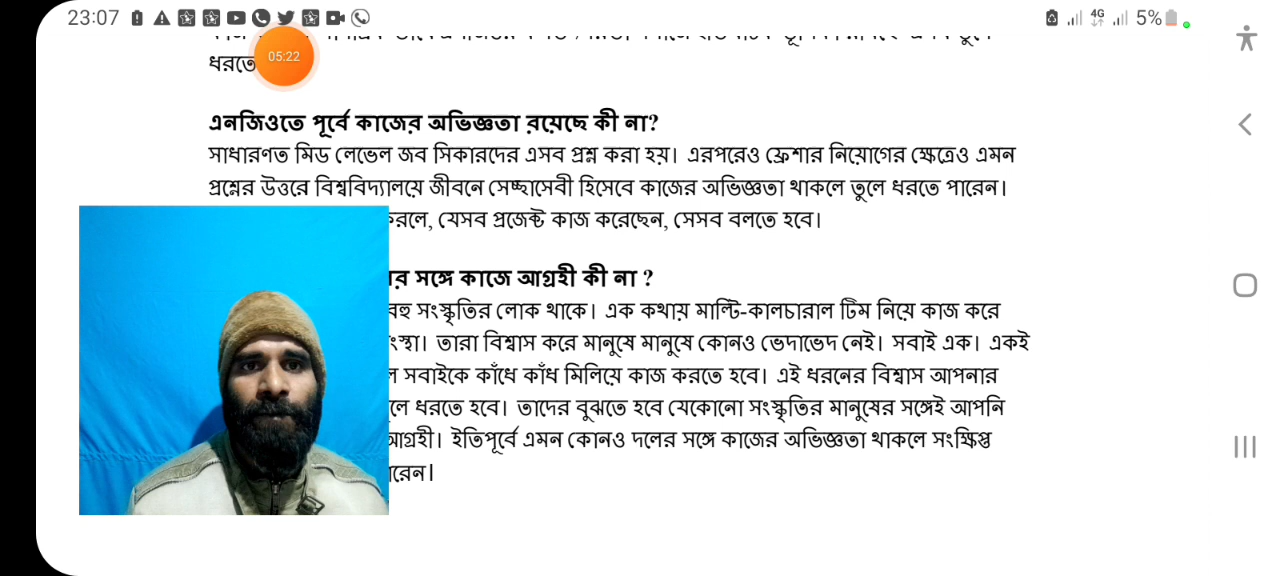 23:07
4G
5%
05:22
ধরতে
এনজিওতে পূর্বে কাজের অভিজ্ঞতা রয়েছে কী না?
সাধারণত মিড লেভেল জব সিকারদের এসব প্রশ্ন করা হয়। এরপরেও ফ্রেশার নিয়োগের ক্ষেত্রেও এমন
প্রশ্নের উত্তরে বিশ্ববিদ্যালয়ে জীবনে সেচ্ছাসেবী হিসেবে কাজের অভিজ্ঞতা থাকলে তুলে ধরতে পারেন।
করলে, যেসব প্রজেক্ট কাজ করেছেন, সেসব বলতে হবে।
সঙ্গে কাজে আগ্রহী কী না ?
সংস্কৃতির লোক থাকে। এক কথায় মাল্টি-কালচারাল টিম নিয়ে কাজ করে
তারা বিশ্বাস করে মানুষে মানুষে কোনও ভেদাভেদ নেই। সবাই এক। একই
সবাইকে কাঁধে কাঁধ মিলিয়ে কাজ করতে হবে। এই ধরনের বিশ্বাস আপনার
ধরতে হবে। তাদের বুঝতে হবে যেকোনো সংস্কৃতির মানুষের সঙ্গেই আপনি
আগ্রহী। ইতিপূর্বে এমন কোনও দলের সঙ্গে কাজের অভিজ্ঞতা থাকলে সংক্ষিপ্ত